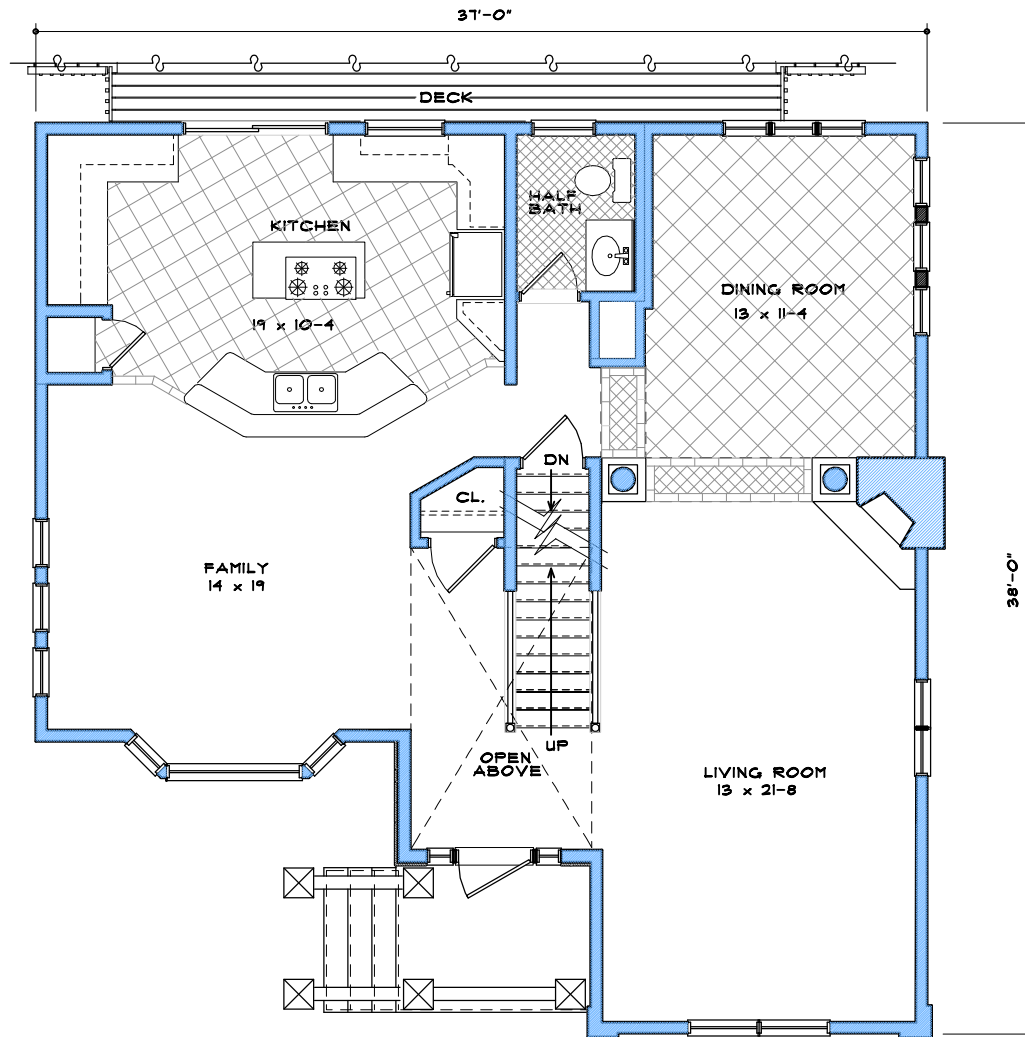 37'-0"
DECK
HALF
BATH
KITCHEN
19 x 10-4
DINING ROOM
13 x 11-4
DN
CL.
FAMILY
14 x 19
38'-0"
UP
OPEN
ABOVE
LIVING ROOM
13 x 21-8